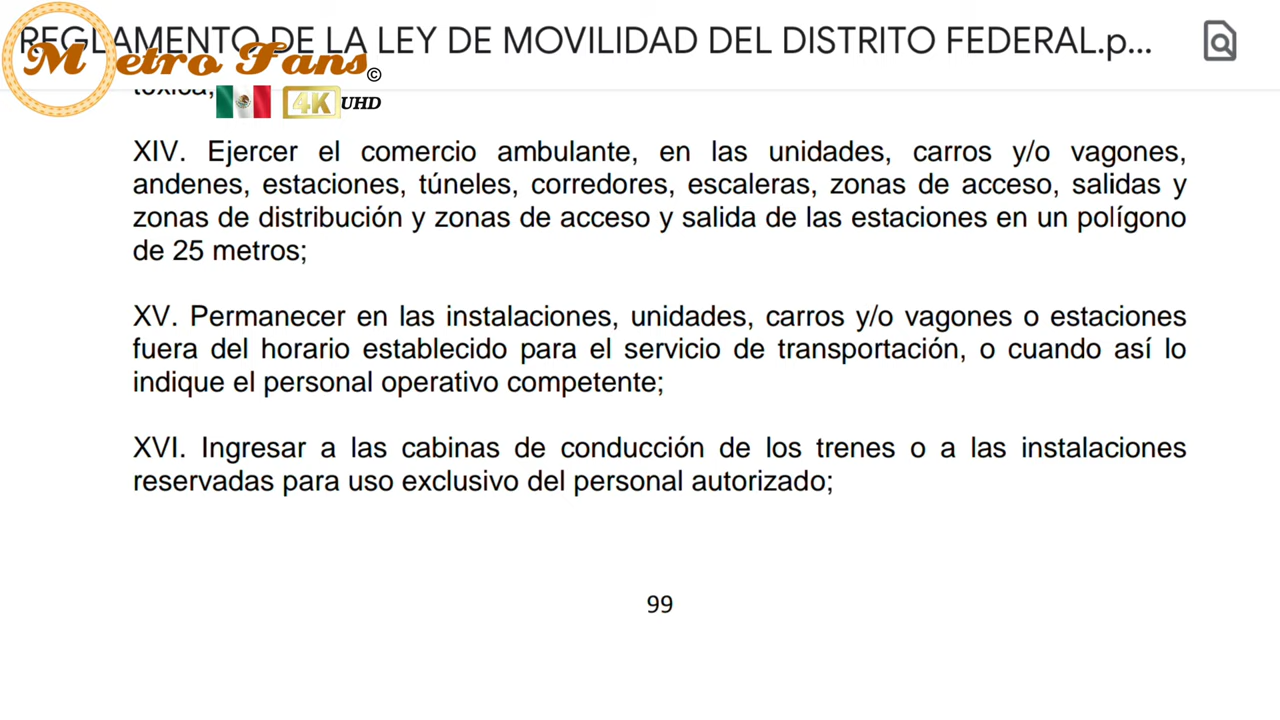 REGLAMENTO DE LA LEY DE MOVILIDAD DEL DISTRITO FEDERAL.p...
Metro Fans©
4K UHD
tóxica;
XIV. Ejercer el comercio ambulante, en las unidades, carros y/o vagones,
andenes, estaciones, túneles, corredores, escaleras, zonas de acceso, salidas y
zonas de distribución y zonas de acceso y salida de las estaciones en un polígono
de 25 metros;
XV. Permanecer en las instalaciones, unidades, carros y/o vagones o estaciones
fuera del horario establecido para el servicio de transportación, o cuando así lo
indique el personal operativo competente;
XVI. Ingresar a las cabinas de conducción de los trenes o a las instalaciones
reservadas para uso exclusivo del personal autorizado;
99